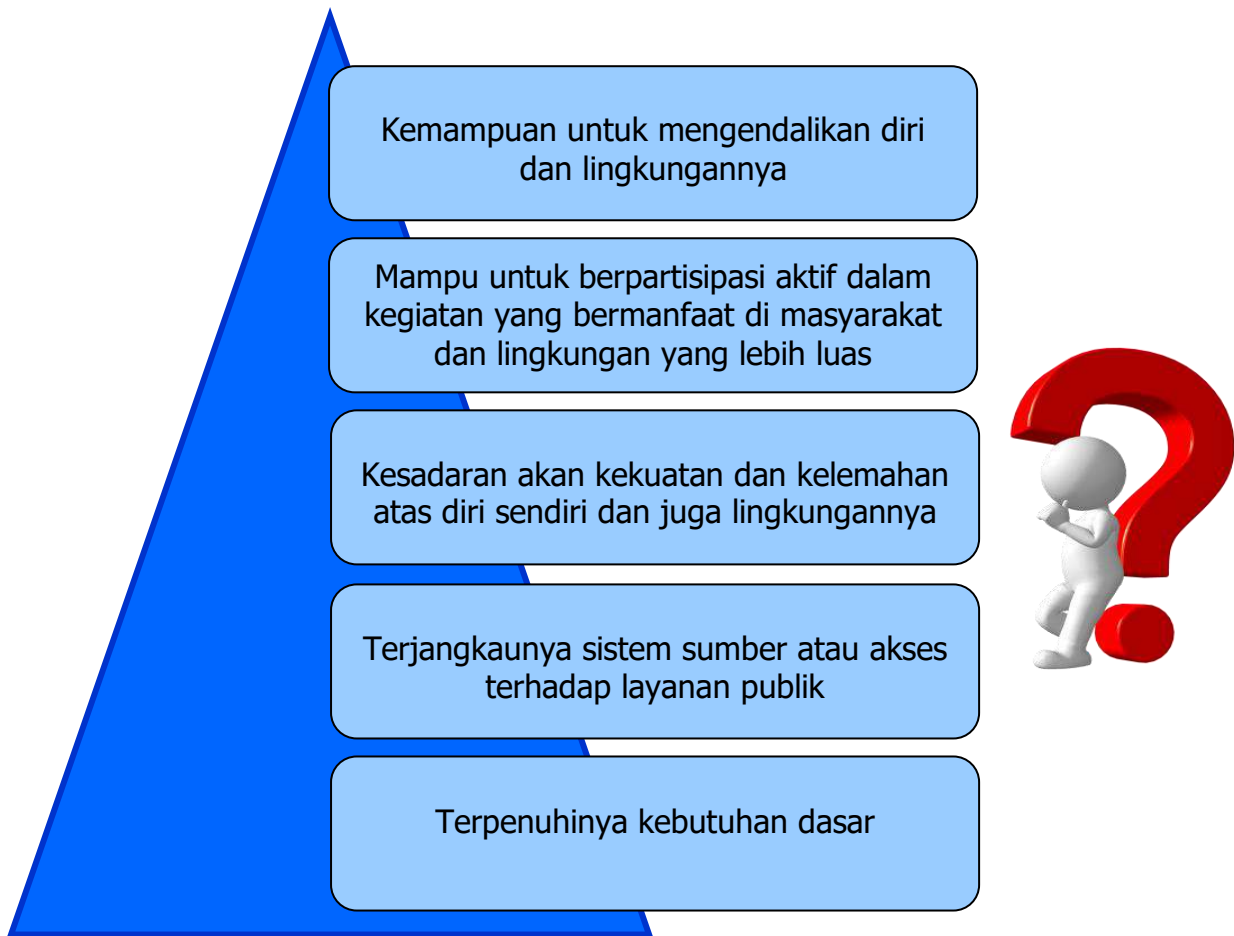 Kemampuan untuk mengendalikan diri
dan lingkungannya
Mampu untuk berpartisipasi aktif dalam
kegiatan yang bermanfaat di masyarakat
dan lingkungan yang lebih luas
Kesadaran akan kekuatan dan kelemahan
atas diri sendiri dan juga lingkungannya
Terjangkaunya sistem sumber atau akses
terhadap layanan publik
Terpenuhinya kebutuhan dasar